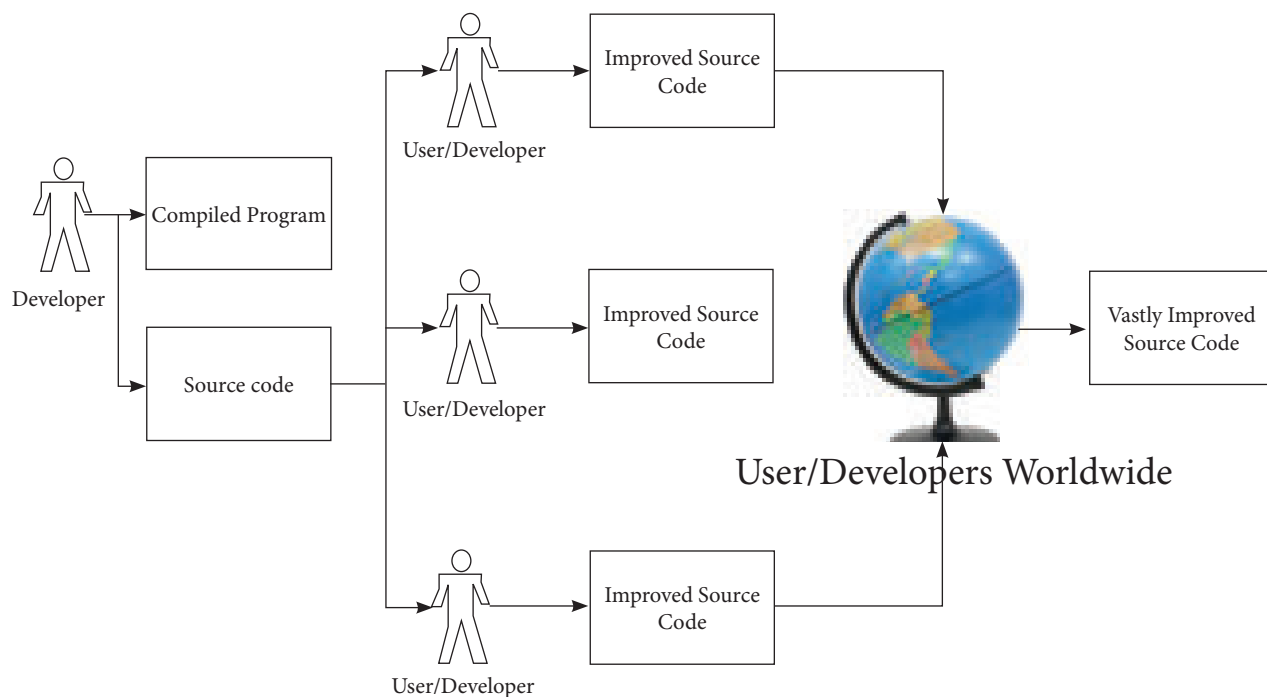 Improved Source
Code
User/Developer
Compiled Program
Developer
Source code
Improved Source
Code
User/Developer
Vastly Improved
Source Code
User/Developers Worldwide
Improved Source
Code
User/Developer